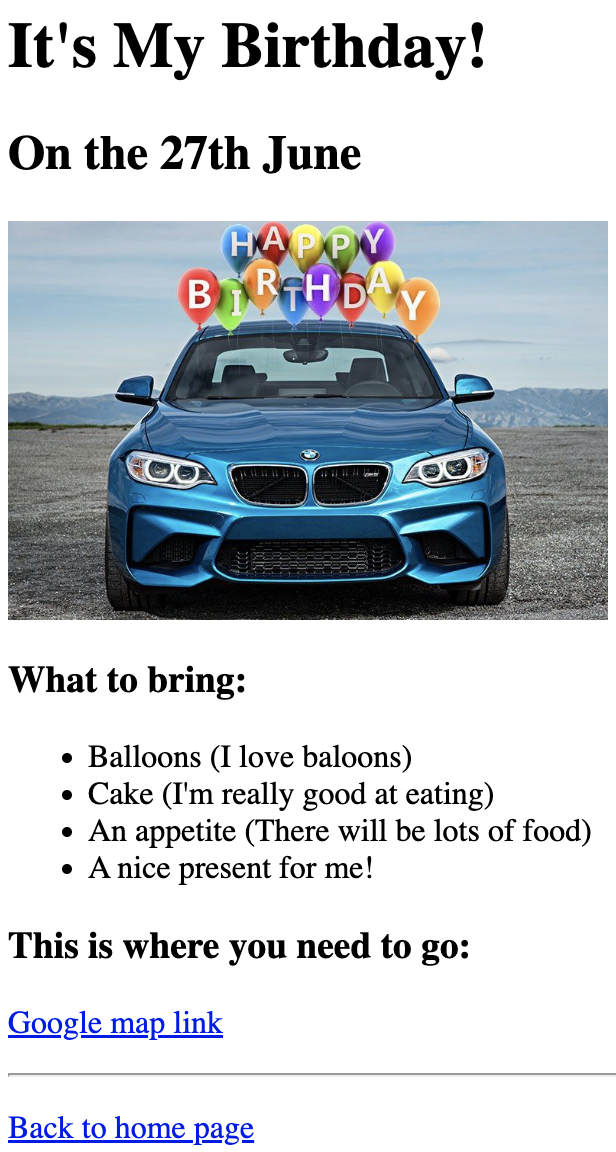 It's My Birthday!
On the 27th June
HAPPY
BIRTHDAY
What to bring:
Balloons (I love baloons)
Cake (I'm really good at eating)
An appetite (There will be lots of food)
A nice present for me!
This is where you need to go:
Google map link
Back to home page